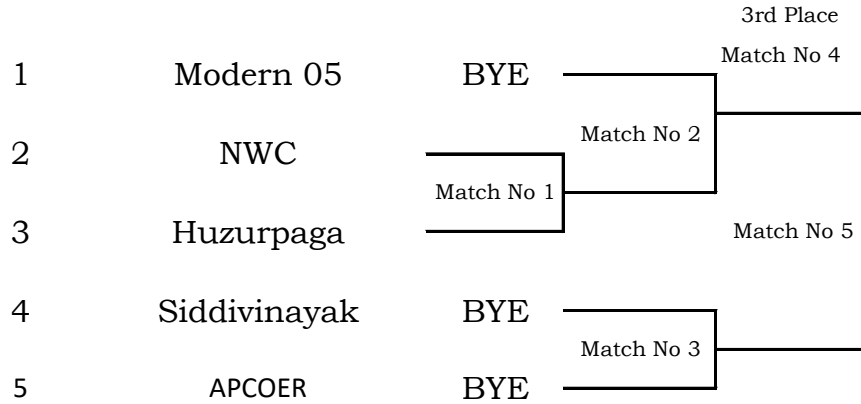 3rd Place
Match No 4
1 Modern 05 BYE
Match No 2
2 NWC
Match No 1
3 Huzurpaga
Match No 5
4 Siddivinayak BYE
Match No 3
5 APCOER BYE